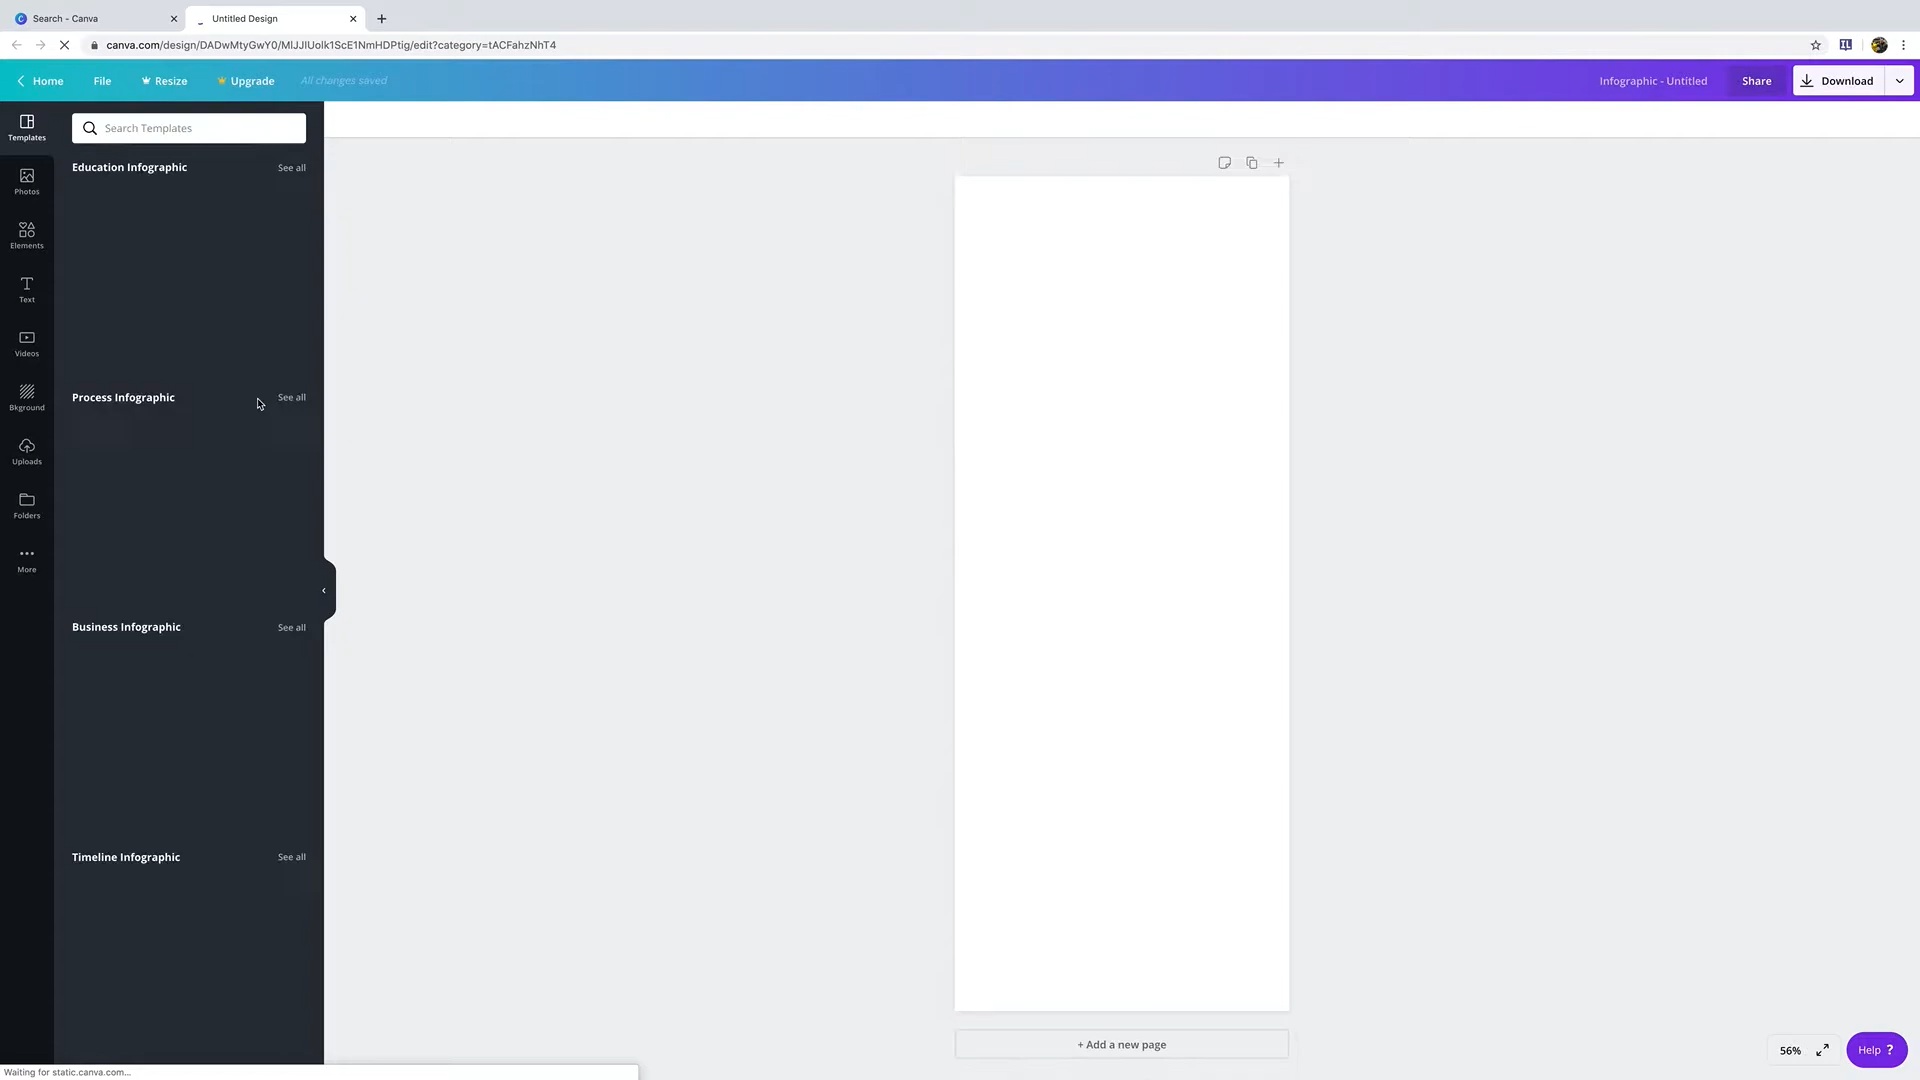 Search - Canva
Untitled Design
canva.com/design/DADwMtyGwY0/MlJJIUolk1ScE1NmHDPtig/edit?category=tACFahzNhT4
Home
File
Resize
Upgrade
All changes saved
Infographic - Untitled
Share
Download
Templates
Search Templates
Education Infographic
See all
Photos
Elements
Text
Videos
Process Infographic
See all
Bkground
Uploads
Folders
More
Business Infographic
See all
Timeline Infographic
See all
+ Add a new page
56%
Help ?
Waiting for static.canva.com...